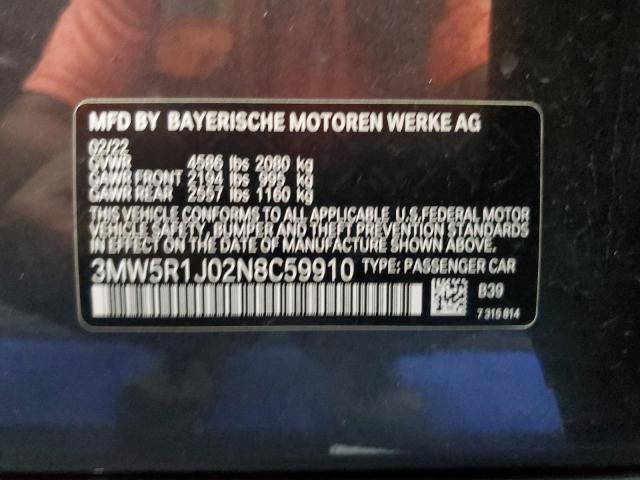 MFD BY BAYERISCHE MOTOREN WERKE AG
02/22
GVWR 4586 lbs 2080 kg
GAWR FRONT 2194 lbs 995 kg
GAWR REAR 2557 lbs 1160 kg
THIS VEHICLE CONFORMS TO ALL APPLICABLE U.S.FEDERAL MOTOR
VEHICLE SAFETY, BUMPER AND THEFT PREVENTION STANDARDS
IN EFFECT ON THE DATE OF MANUFACTURE SHOWN ABOVE.
3MW5R1J02N8C59910 TYPE: PASSENGER CAR
B39
7 315 814